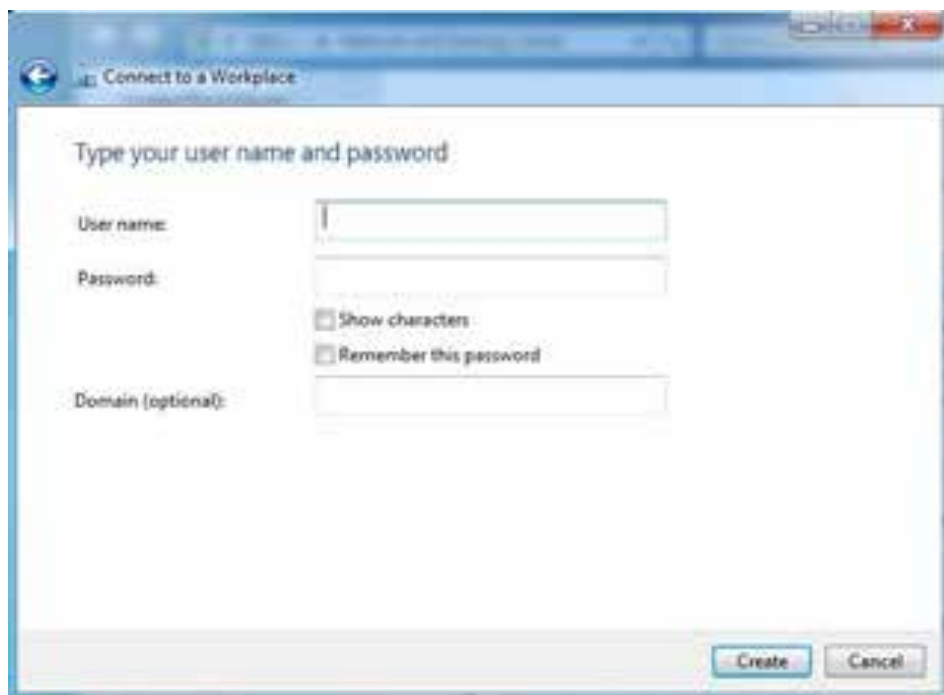 Connect to a Workplace
Type your user name and password
User name:
Password:
Show characters
Remember this password
Domain (optional):
Create
Cancel